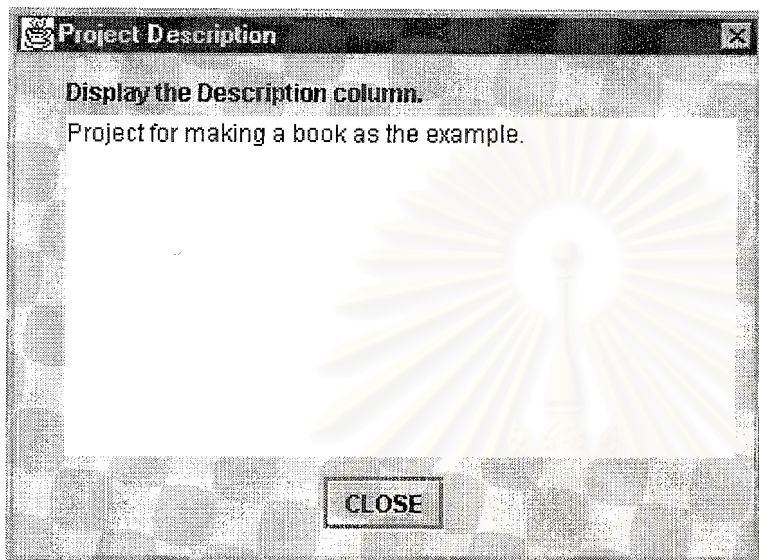 Project Description
Display the Description column.
Project for making a book as the example.
CLOSE